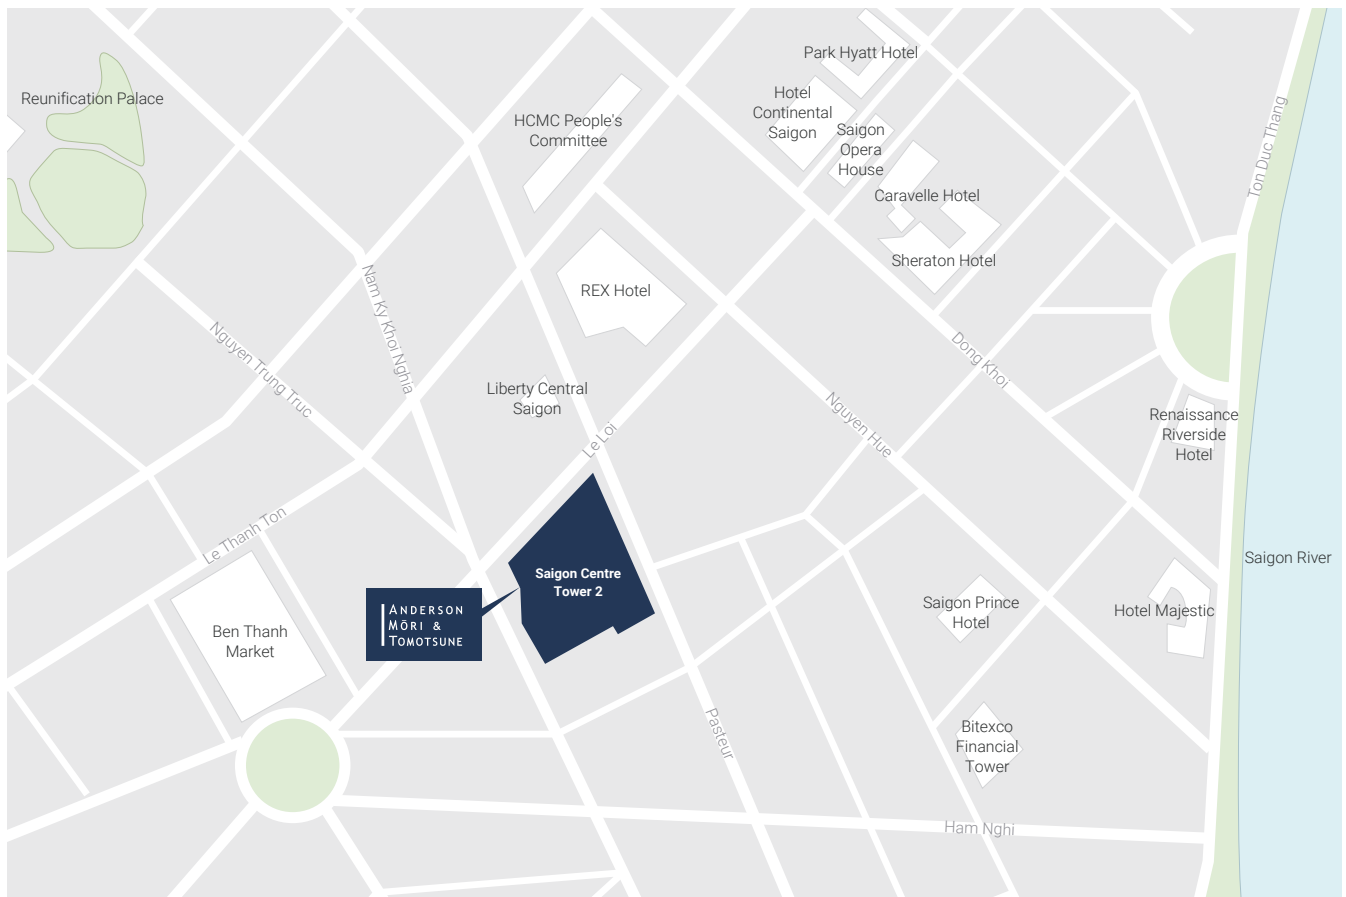 Park Hyatt Hotel
Reunification Palace
Hotel
Continental
Saigon
HCMC People's
Committee
Saigon
Opera
House
Ton Duc Thang
Caravelle Hotel
Sheraton Hotel
REX Hotel
Nam Ky Khoi Nghia
Nguyen Trung Truc
Dong Khoi
Liberty Central
Saigon
Nguyen Hue
Renaissance
Riverside
Hotel
Le Loi
Le Thanh Ton
Saigon River
Saigon Centre
Tower 2
ANDERSON
MŌRI &
TOMOTSUNE
Saigon Prince
Hotel
Hotel Majestic
Ben Thanh
Market
Pasteur
Bitexco
Financial
Tower
Ham Nghi